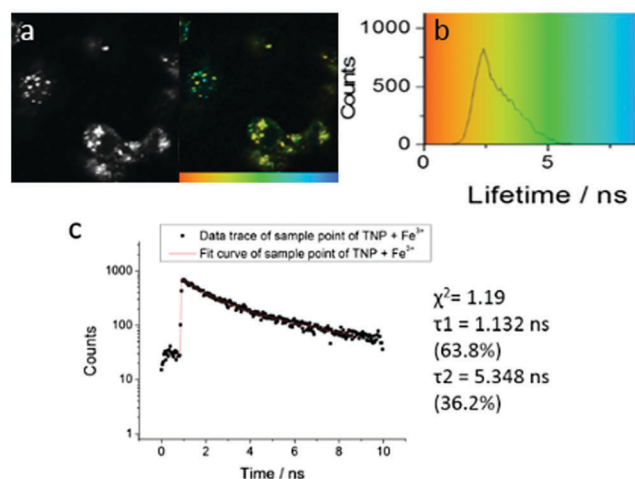 a
b
1000
500
0
Counts
0
5
Lifetime / ns
c
Data trace of sample point of TNP + Fe³⁺
Fit curve of sample point of TNP + Fe³⁺
1000
100
10
1
Counts
0
2
4
6
8
10
Time / ns
χ²= 1.19
τ1 = 1.132 ns
(63.8%)
τ2 = 5.348 ns
(36.2%)